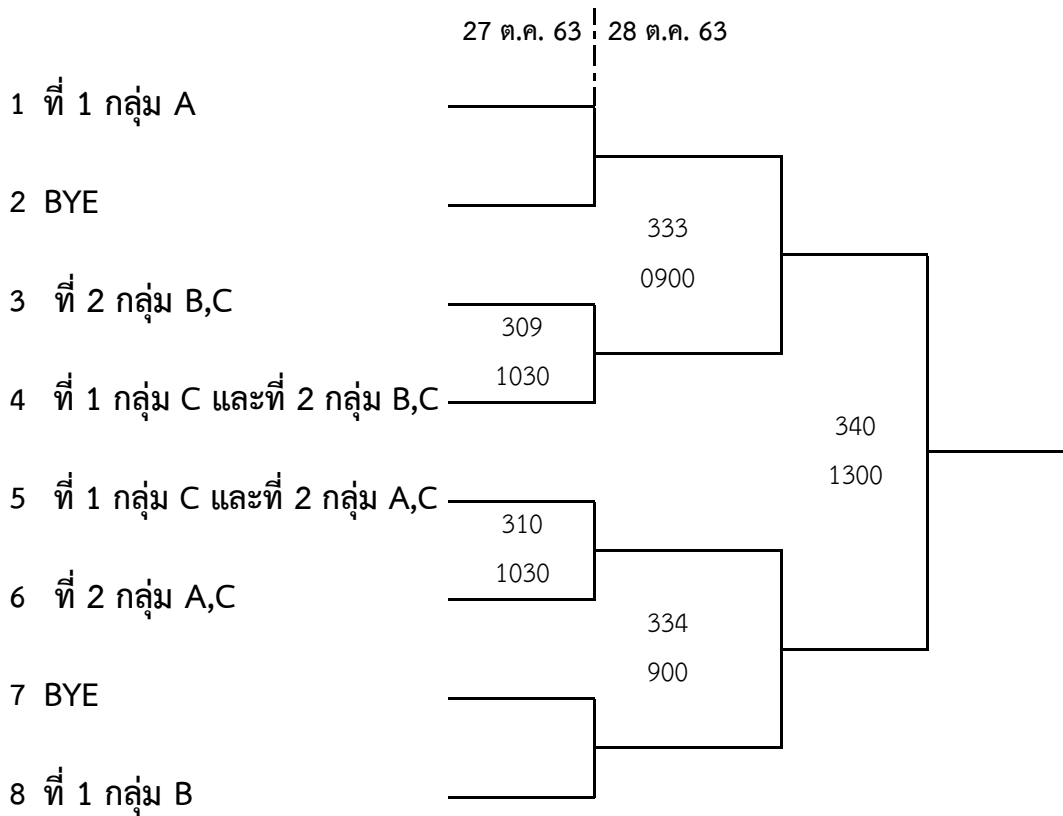 27 ต.ค. 63 28 ต.ค. 63
1 ที่ 1 กลุ่ม A
2 BYE
333
0900
3 ที่ 2 กลุ่ม B,C
309
1030
4 ที่ 1 กลุ่ม C และที่ 2 กลุ่ม B,C
340
1300
5 ที่ 1 กลุ่ม C และที่ 2 กลุ่ม A,C
310
1030
6 ที่ 2 กลุ่ม A,C
334
900
7 BYE
8 ที่ 1 กลุ่ม B